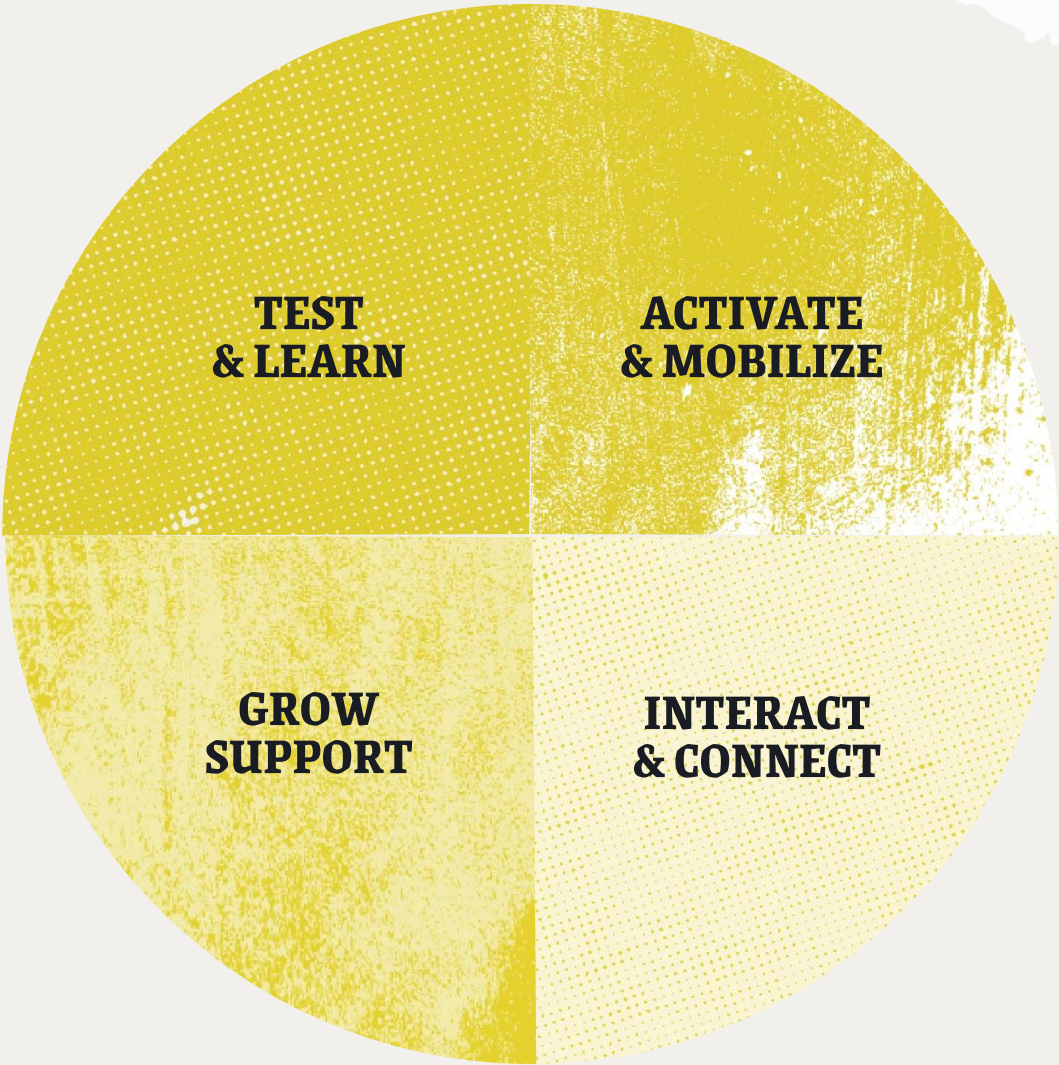 TEST
& LEARN
ACTIVATE
& MOBILIZE
GROW
SUPPORT
INTERACT
& CONNECT